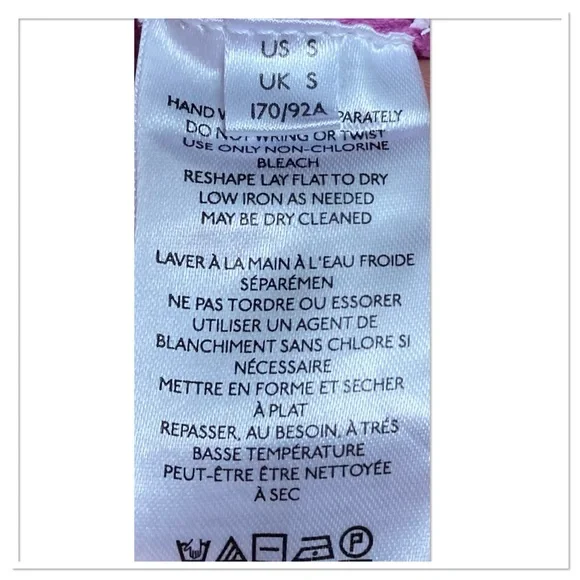 US S
UK S
170/92A
HAND
DO NOT WRING OR TWIST
USE ONLY NON-CHLORINE
BLEACH
RESHAPE LAY FLAT TO DRY
LOW IRON AS NEEDED
MAY BE DRY CLEANED
LAVER À LA MAIN À L'EAU FROIDE
SÉPARÉMEN
NE PAS TORDRE OU ESSORER
UTILISER UN AGENT DE
BLANCHIMENT SANS CHLORE SI
NÉCESSAIRE
METTRE EN FORME ET SECHER
À PLAT
REPASSER, AU BESOIN, À TRÉS
BASSE TEMPÉRATURE
PEUT-ÊTRE ÊTRE NETTOYÉE
À SEC
P